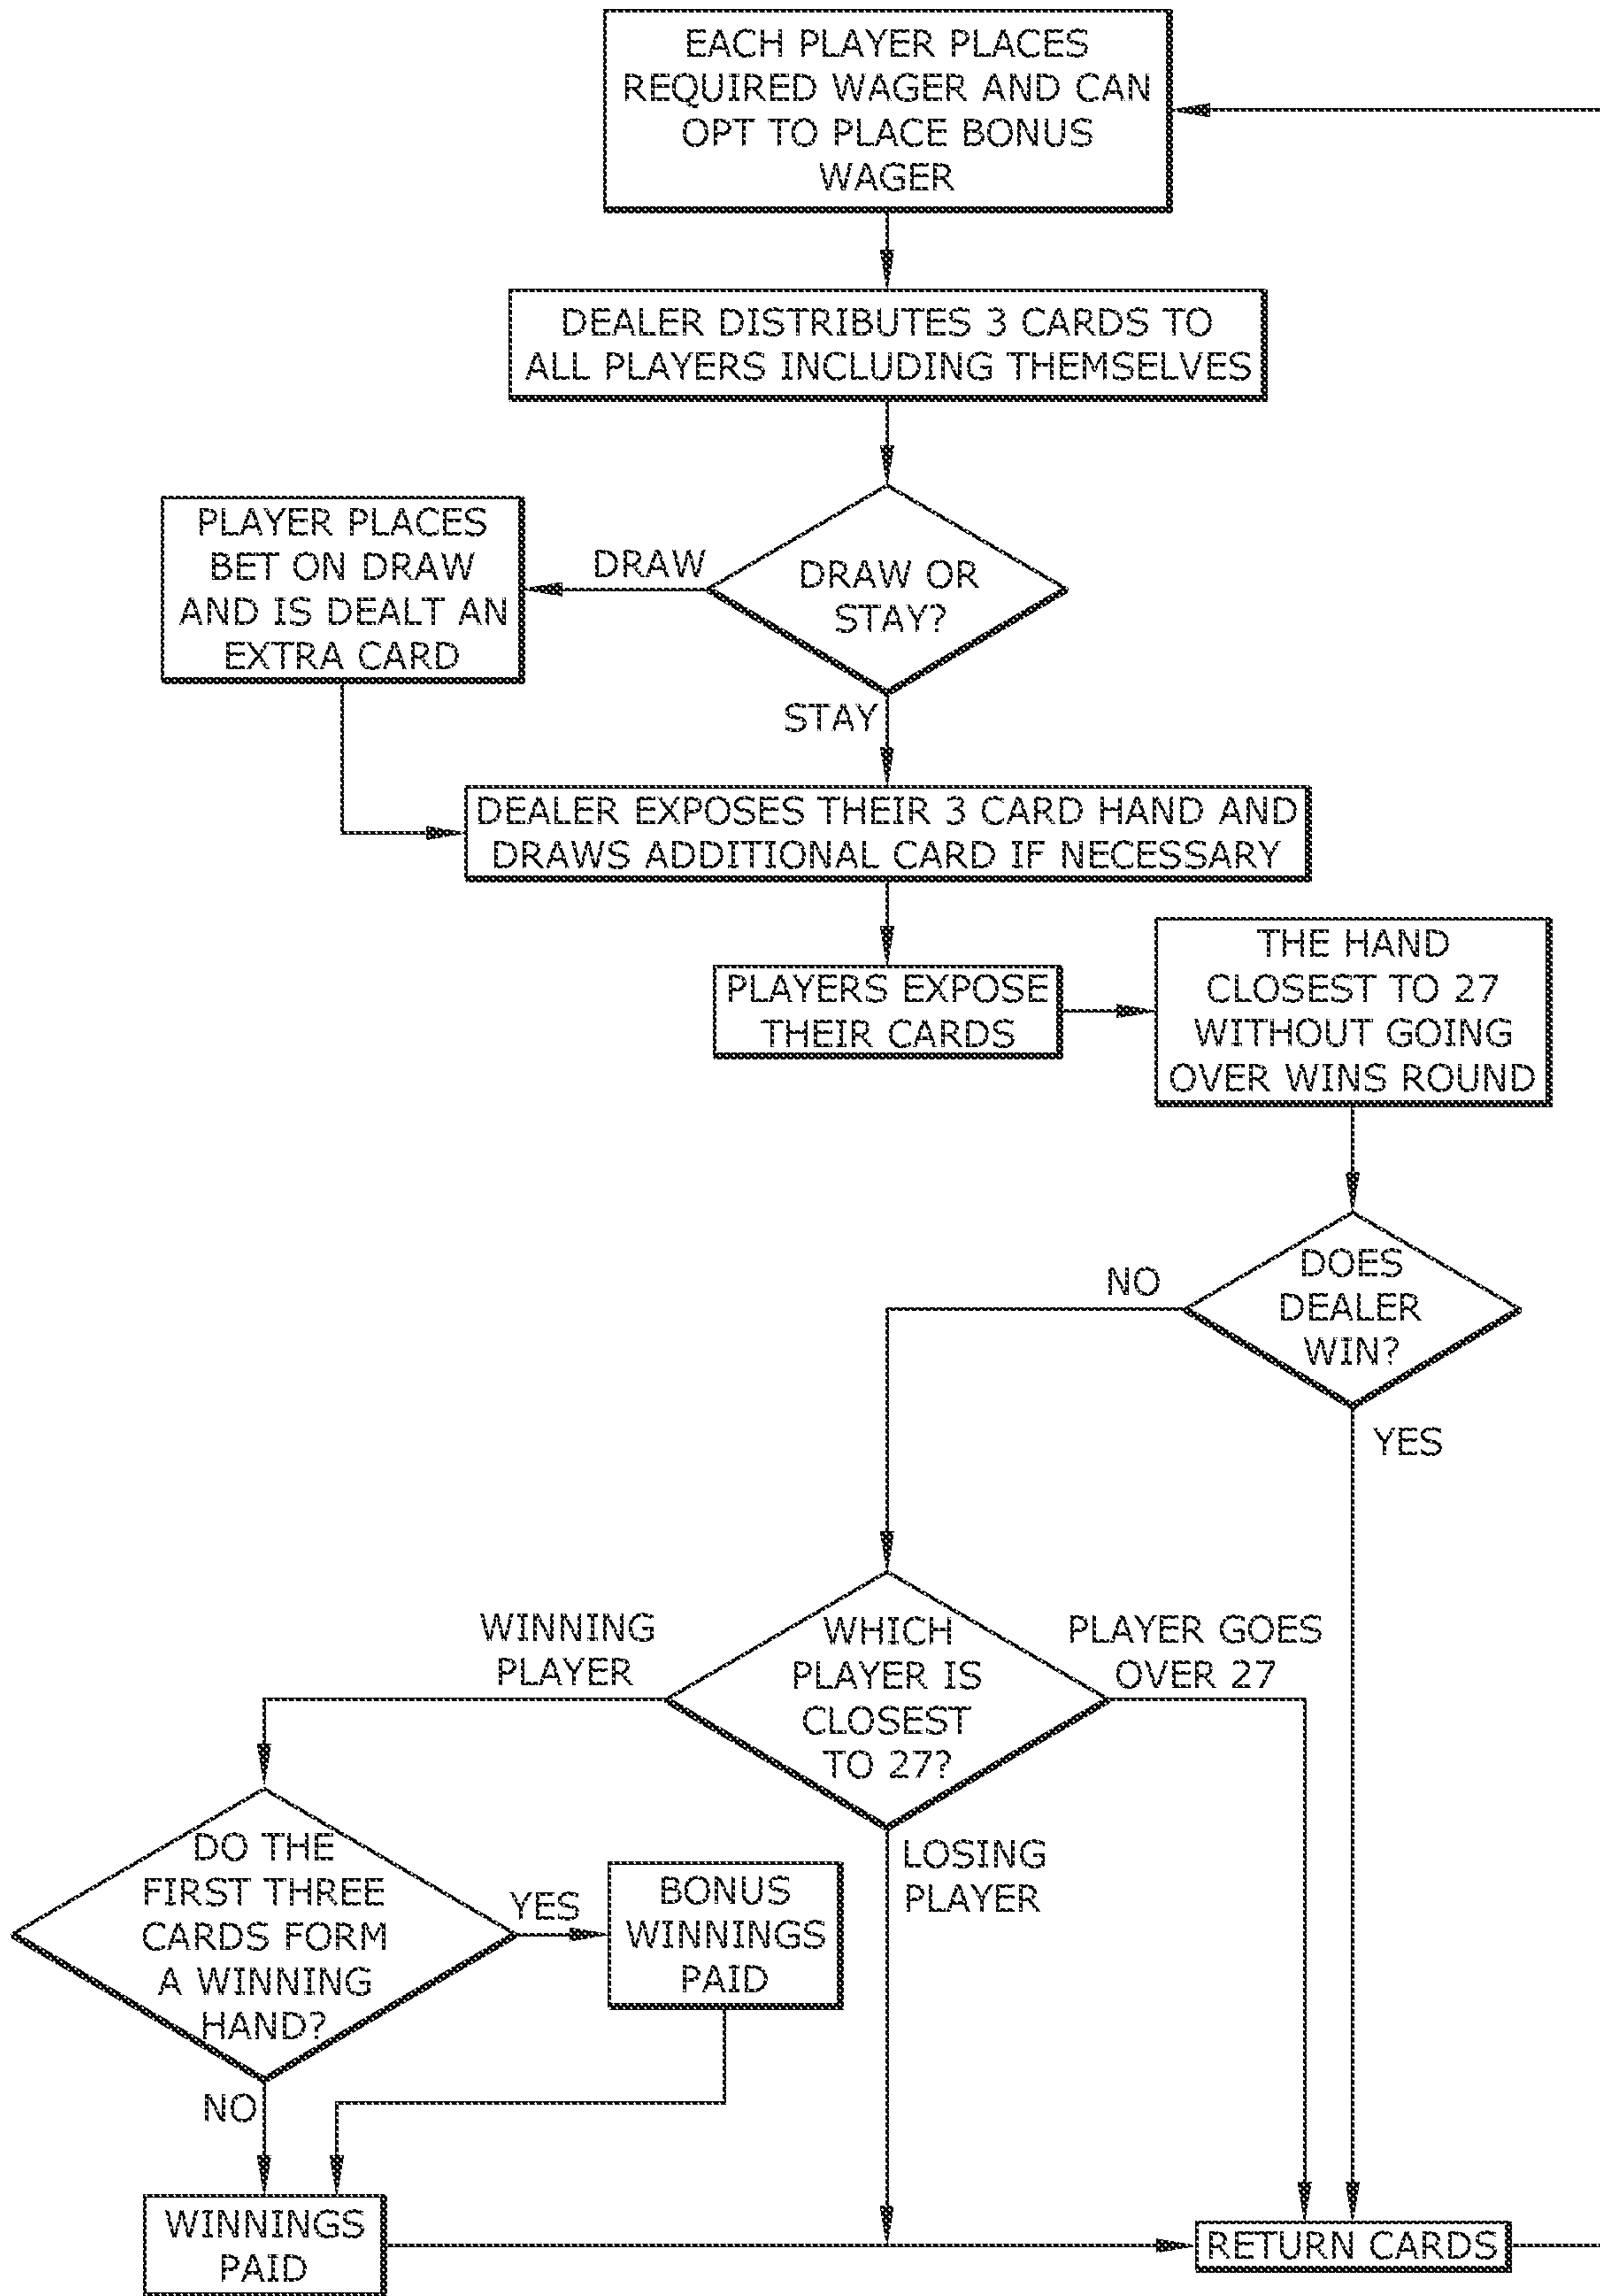 EACH PLAYER PLACES
REQUIRED WAGER AND CAN
OPT TO PLACE BONUS
WAGER
DEALER DISTRIBUTES 3 CARDS TO
ALL PLAYERS INCLUDING THEMSELVES
PLAYER PLACES
BET ON DRAW
AND IS DEALT AN
EXTRA CARD
DRAW
DRAW OR
STAY?
STAY
DEALER EXPOSES THEIR 3 CARD HAND AND
DRAWS ADDITIONAL CARD IF NECESSARY
PLAYERS EXPOSE
THEIR CARDS
THE HAND
CLOSEST TO 27
WITHOUT GOING
OVER WINS ROUND
DOES
DEALER
WIN?
NO
YES
WHICH
PLAYER IS
CLOSEST
TO 27?
WINNING
PLAYER
PLAYER GOES
OVER 27
LOSING
PLAYER
DO THE
FIRST THREE
CARDS FORM
A WINNING
HAND?
YES
BONUS
WINNINGS
PAID
NO
WINNINGS
PAID
RETURN CARDS